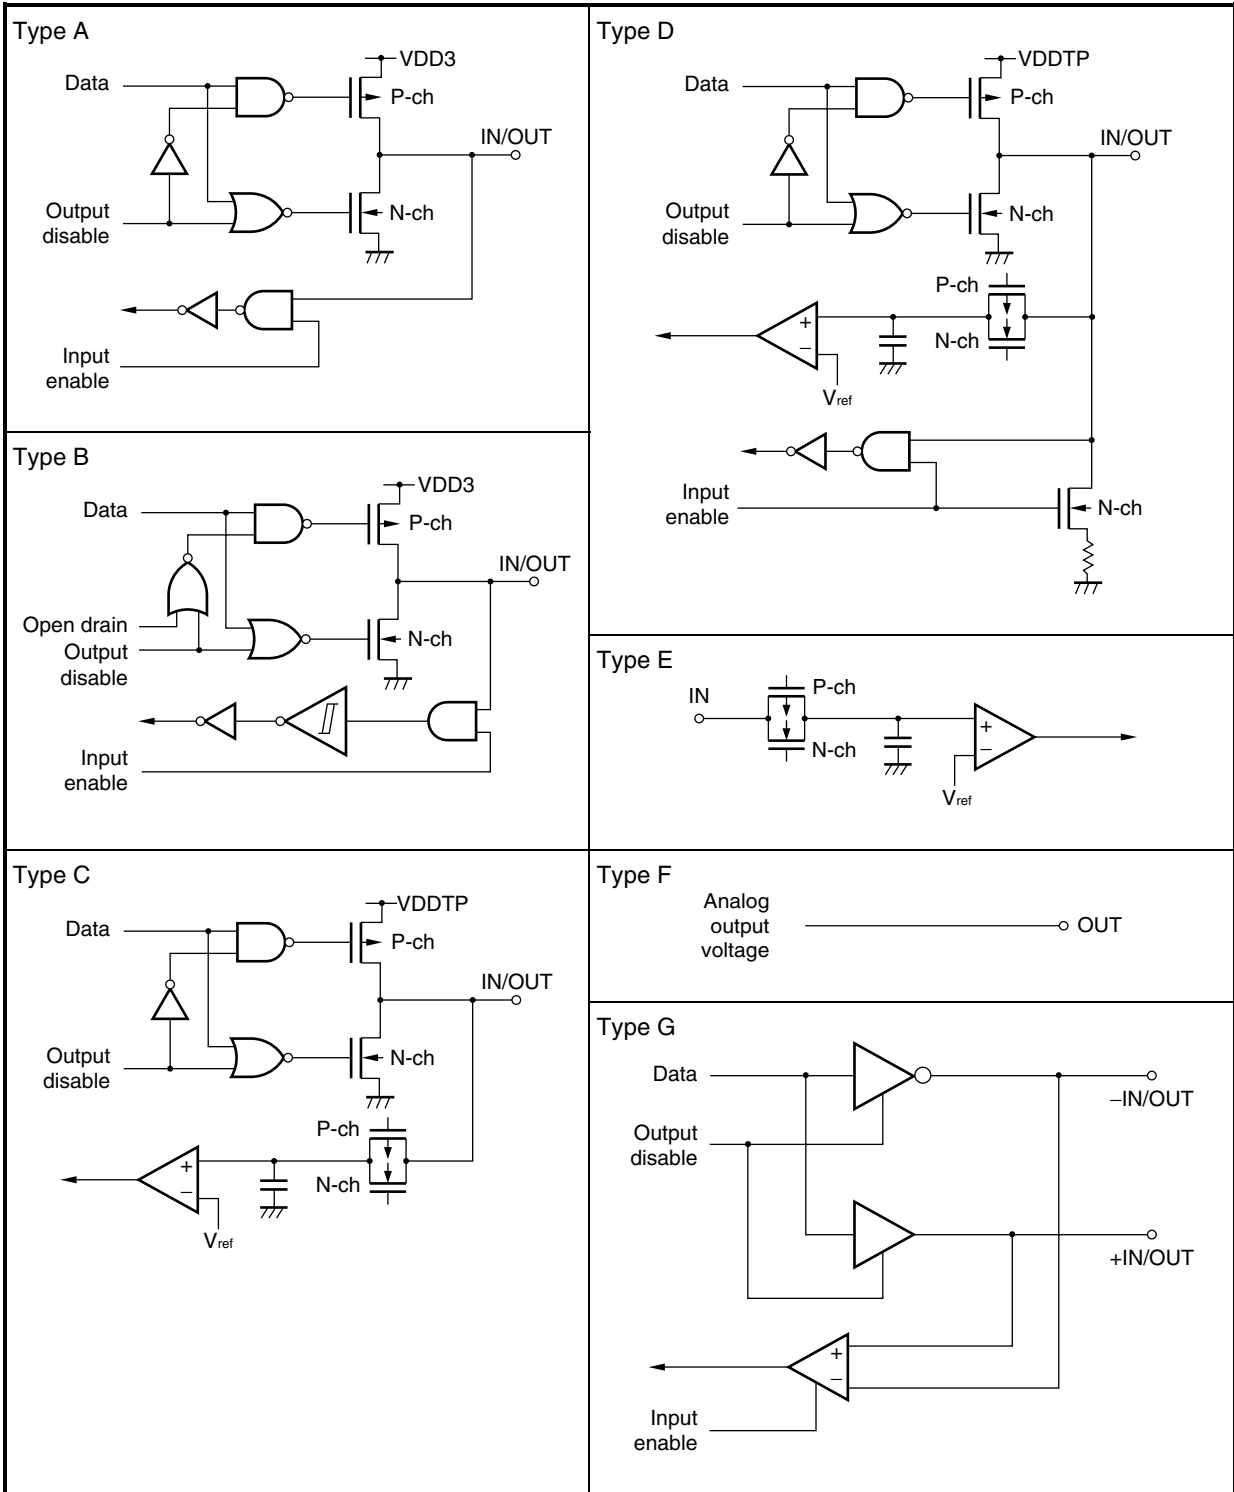 Type A
VDD3
Data
P-ch
IN/OUT
Output
disable
N-ch
Input
enable
Type B
VDD3
Data
P-ch
IN/OUT
Open drain
Output
disable
N-ch
Input
enable
Type C
VDDTP
Data
P-ch
IN/OUT
Output
disable
N-ch
P-ch
+
−
N-ch
Vref
Type D
VDDTP
Data
P-ch
IN/OUT
Output
disable
N-ch
P-ch
+
−
N-ch
Vref
Input
enable
N-ch
Type E
IN
P-ch
N-ch
+
−
Vref
Type F
Analog
output
voltage
OUT
Type G
Data
−IN/OUT
Output
disable
+IN/OUT
+
−
Input
enable